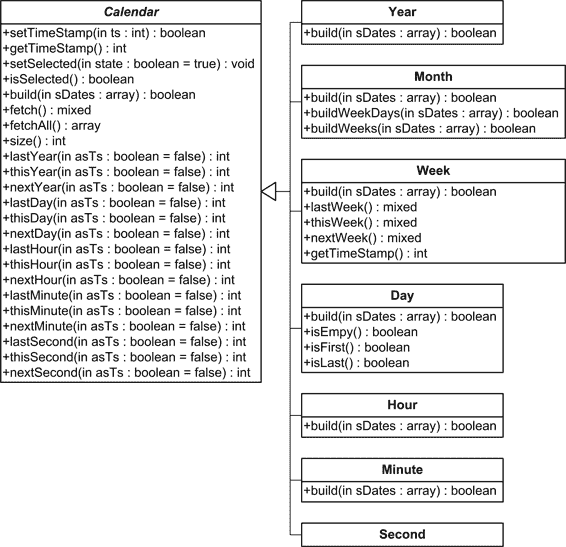 Calendar
+setTimeStamp(in ts : int) : boolean
+getTimeStamp() : int
+setSelected(in state : boolean = true) : void
+isSelected() : boolean
+build(in sDates : array) : boolean
+fetch() : mixed
+fetchAll() : array
+size() : int
+lastYear(in asTs : boolean = false) : int
+thisYear(in asTs : boolean = false) : int
+nextYear(in asTs : boolean = false) : int
+lastDay(in asTs : boolean = false) : int
+thisDay(in asTs : boolean = false) : int
+nextDay(in asTs : boolean = false) : int
+lastHour(in asTs : boolean = false) : int
+thisHour(in asTs : boolean = false) : int
+nextHour(in asTs : boolean = false) : int
+lastMinute(in asTs : boolean = false) : int
+thisMinute(in asTs : boolean = false) : int
+nextMinute(in asTs : boolean = false) : int
+lastSecond(in asTs : boolean = false) : int
+thisSecond(in asTs : boolean = false) : int
+nextSecond(in asTs : boolean = false) : int
Year
+build(in sDates : array) : boolean
Month
+build(in sDates : array) : boolean
+buildWeekDays(in sDates : array) : boolean
+buildWeeks(in sDates : array) : boolean
Week
+build(in sDates : array) : boolean
+lastWeek() : mixed
+thisWeek() : mixed
+nextWeek() : mixed
+getTimeStamp() : int
Day
+build(in sDates : array) : boolean
+isEmpy() : boolean
+isFirst() : boolean
+isLast() : boolean
Hour
+build(in sDates : array) : boolean
Minute
+build(in sDates : array) : boolean
Second